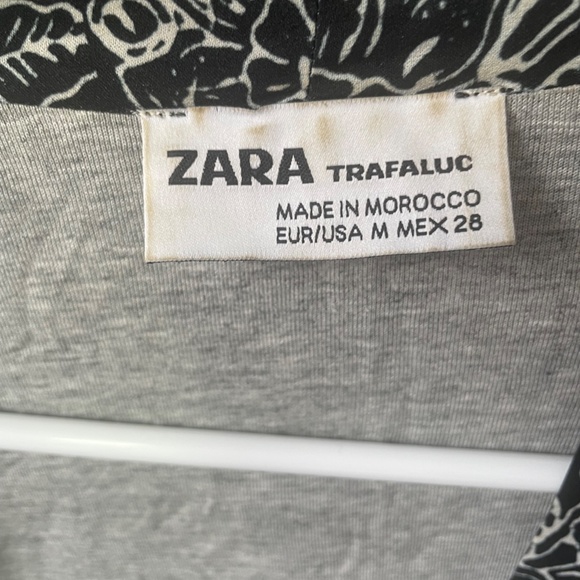 ZARA TRAFALUC
MADE IN MOROCCO
EUR/USA M MEX 28